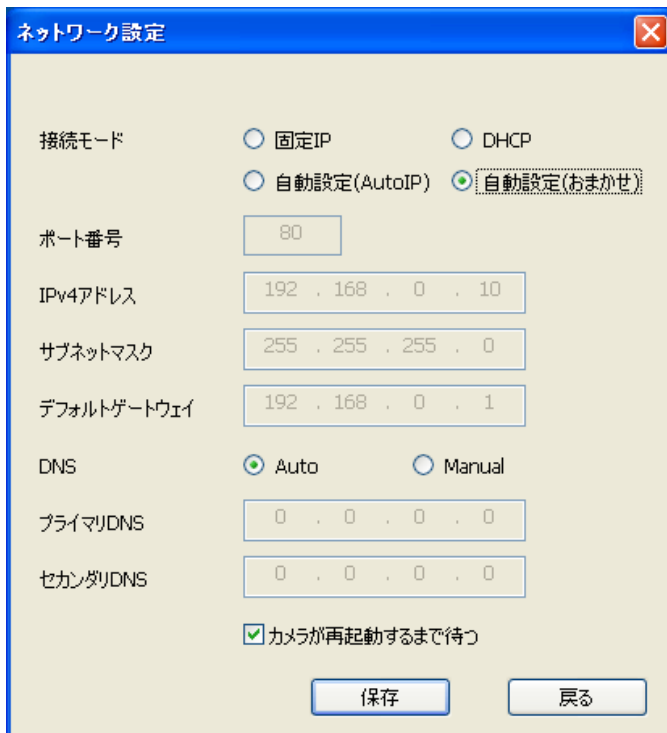 ネットワーク設定
接続モード 固定IP DHCP
自動設定(AutoIP) 自動設定(おまかせ)
ポート番号 80
IPv4アドレス 192 . 168 . 0 . 10
サブネットマスク 255 . 255 . 255 . 0
デフォルトゲートウェイ 192 . 168 . 0 . 1
DNS Auto Manual
プライマリDNS 0 . 0 . 0 . 0
セカンダリDNS 0 . 0 . 0 . 0
カメラが再起動するまで待つ
保存 戻る